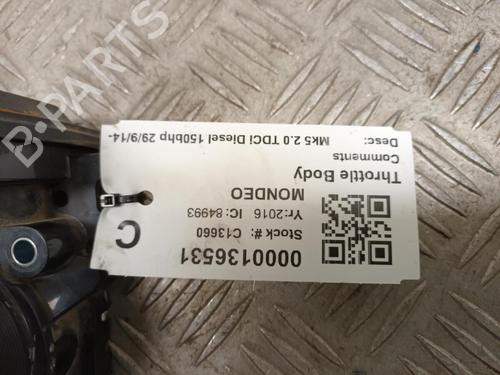 0000136531
Stock #: C13660
Yr:2016 IC:84993
MONDEO
C
Throttle Body
Comments
Desc: Mk5 2.0 TDCi Diesel 150bhp 29/9/14-
B-PARTS